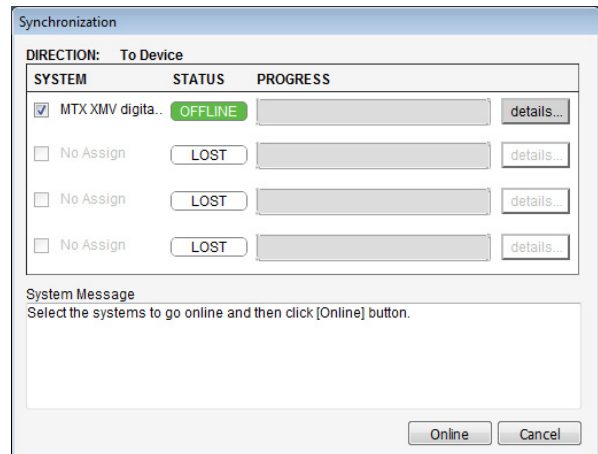 Synchronization
DIRECTION: To Device
SYSTEM STATUS PROGRESS
MTX XMV digita.. OFFLINE details...
No Assign LOST details...
No Assign LOST details...
No Assign LOST details...
System Message
Select the systems to go online and then click [Online] button.
Online Cancel